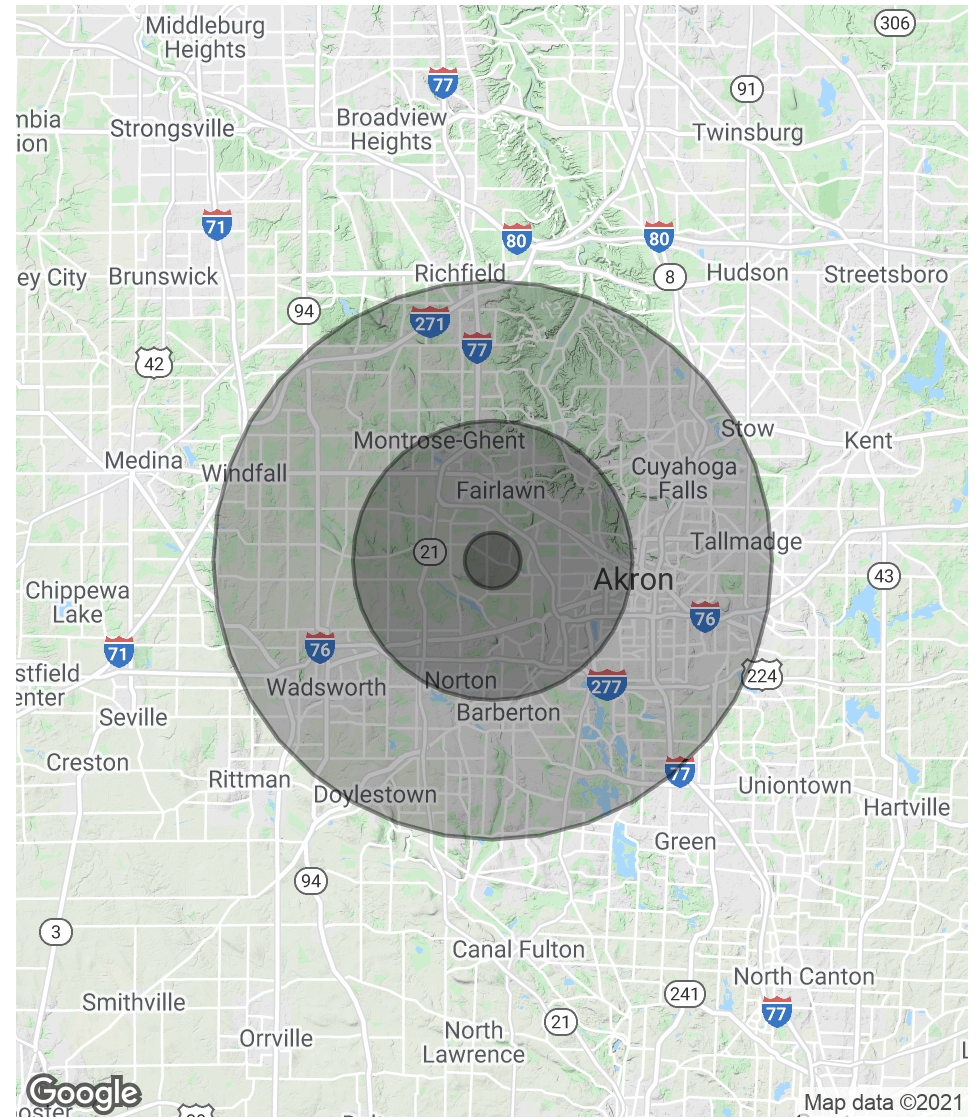 Middleburg
Heights
306
77
91
mbia
ion
Strongsville
Broadview
Heights
Twinsburg
71
80
80
ey City
Brunswick
Richfield
8
Hudson
Streetsboro
94
271
42
77
Montrose-Ghent
Stow
Kent
Medina
Windfall
Cuyahoga
Falls
Fairlawn
21
Tallmadge
Akron
43
Chippewa
Lake
76
71
76
stfield
enter
Wadsworth
Norton
277
224
Seville
Barberton
Creston
Rittman
77
Uniontown
Doylestown
Hartville
Green
94
3
Canal Fulton
North Canton
241
Smithville
77
21
Orrville
North
Lawrence
Google
Map data ©2021
oster